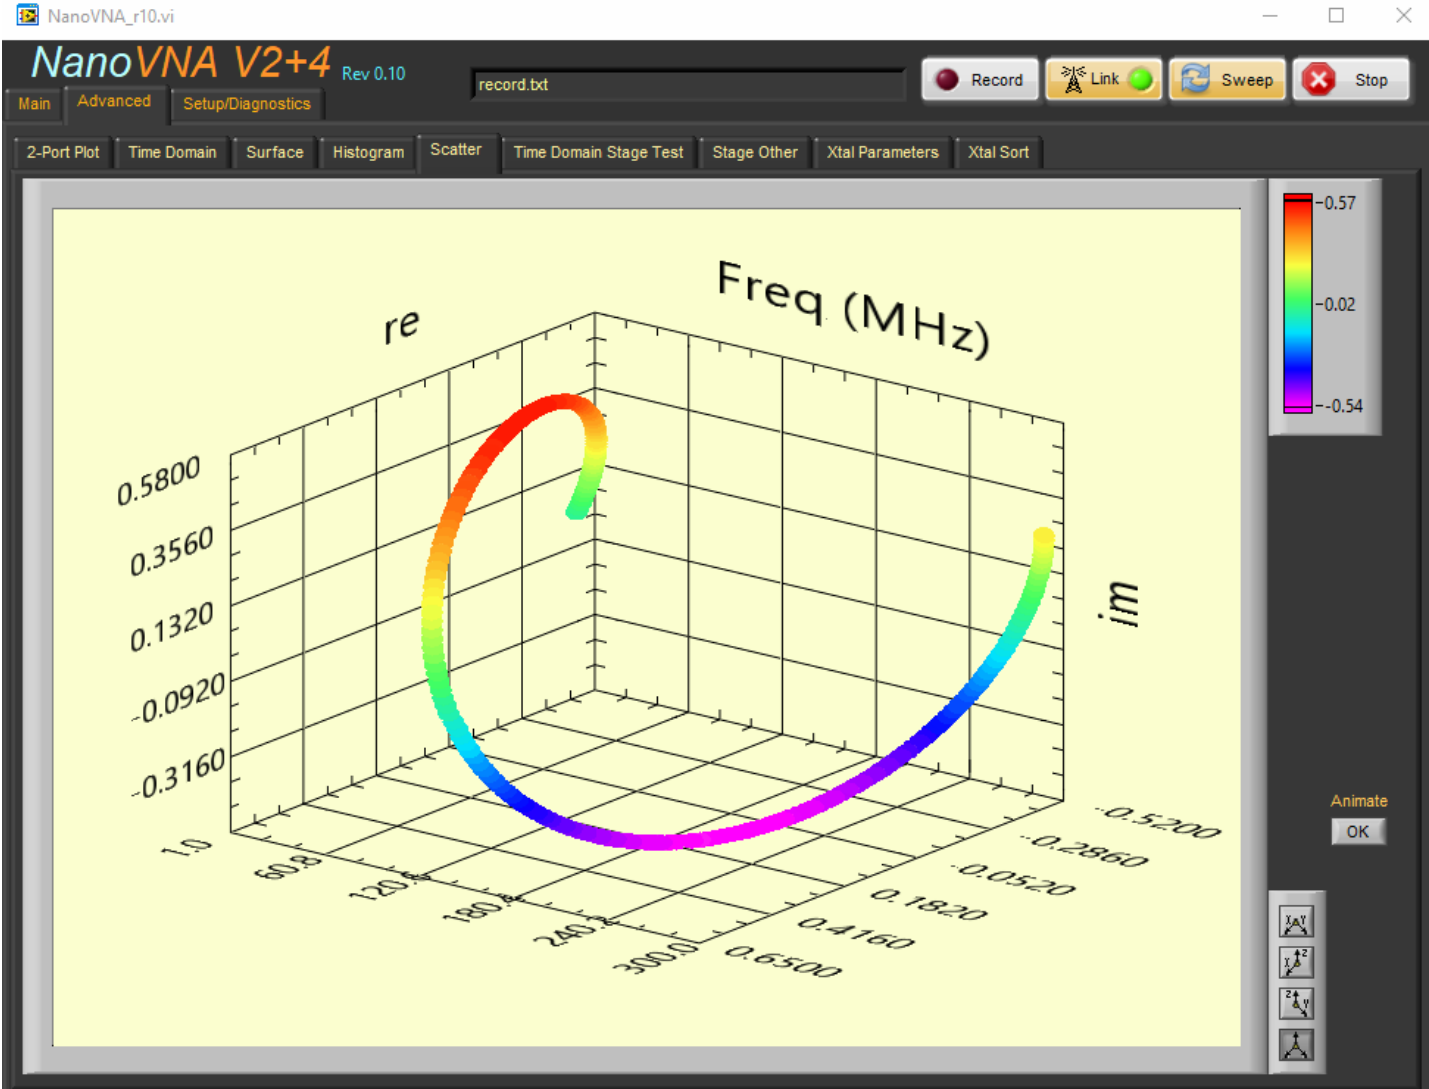 NanoVNA_r10.vi
NanoVNA V2+4 Rev 0.10
record.txt
Record Link Sweep Stop
Main Advanced Setup/Diagnostics
2-Port Plot Time Domain Surface Histogram Scatter Time Domain Stage Test Stage Other Xtal Parameters Xtal Sort
-0.57
-0.02
--0.54
re
Freq (MHz)
im
0.5800
0.3560
0.1320
-0.0920
-0.3160
1.0
60.8
120.6
180.4
240.2
300.0
-0.5200
-0.2860
-0.0520
0.1820
0.4160
0.6500
Animate
OK
X Y
X Z
Z Y